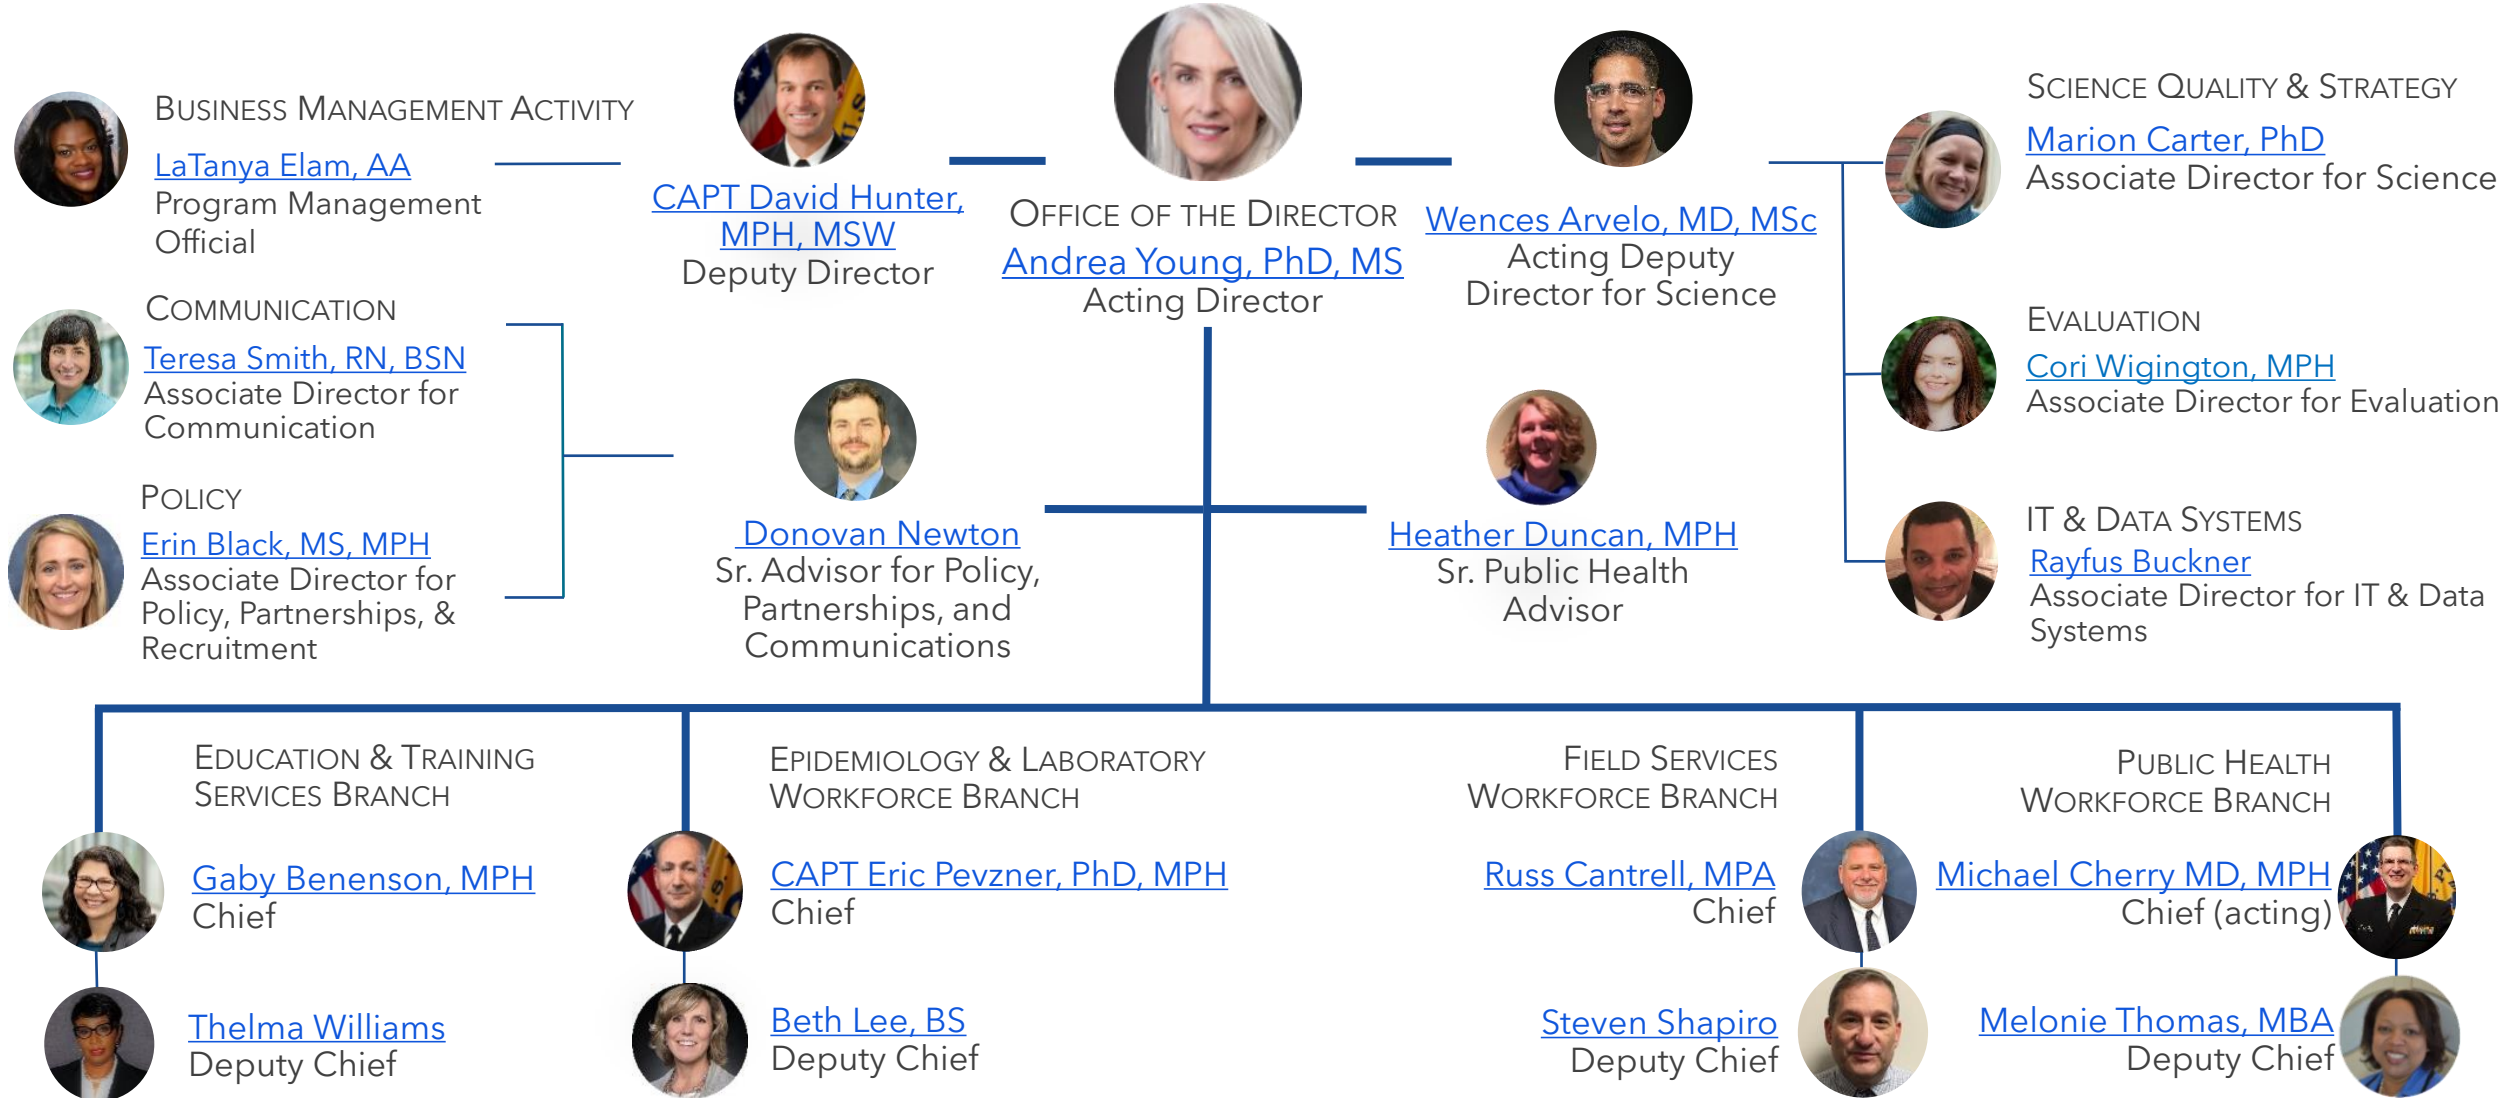 BUSINESS MANAGEMENT ACTIVITY
LaTanya Elam, AA
Program Management
Official
COMMUNICATION
Teresa Smith, RN, BSN
Associate Director for
Communication
POLICY
Erin Black, MS, MPH
Associate Director for
Policy, Partnerships, &
Recruitment
CAPT David Hunter,
MPH, MSW
Deputy Director
OFFICE OF THE DIRECTOR
Andrea Young, PhD, MS
Acting Director
Wences Arvelo, MD, MSc
Acting Deputy
Director for Science
Donovan Newton
Sr. Advisor for Policy,
Partnerships, and
Communications
Heather Duncan, MPH
Sr. Public Health
Advisor
SCIENCE QUALITY & STRATEGY
Marion Carter, PhD
Associate Director for Science
EVALUATION
Cori Wigington, MPH
Associate Director for Evaluation
IT & DATA SYSTEMS
Rayfus Buckner
Associate Director for IT & Data
Systems
EDUCATION & TRAINING
SERVICES BRANCH
Gaby Benenson, MPH
Chief
Thelma Williams
Deputy Chief
EPIDEMIOLOGY & LABORATORY
WORKFORCE BRANCH
CAPT Eric Pevzner, PhD, MPH
Chief
Beth Lee, BS
Deputy Chief
FIELD SERVICES
WORKFORCE BRANCH
Russ Cantrell, MPA
Chief
Steven Shapiro
Deputy Chief
PUBLIC HEALTH
WORKFORCE BRANCH
Michael Cherry MD, MPH
Chief (acting)
Melonie Thomas, MBA
Deputy Chief